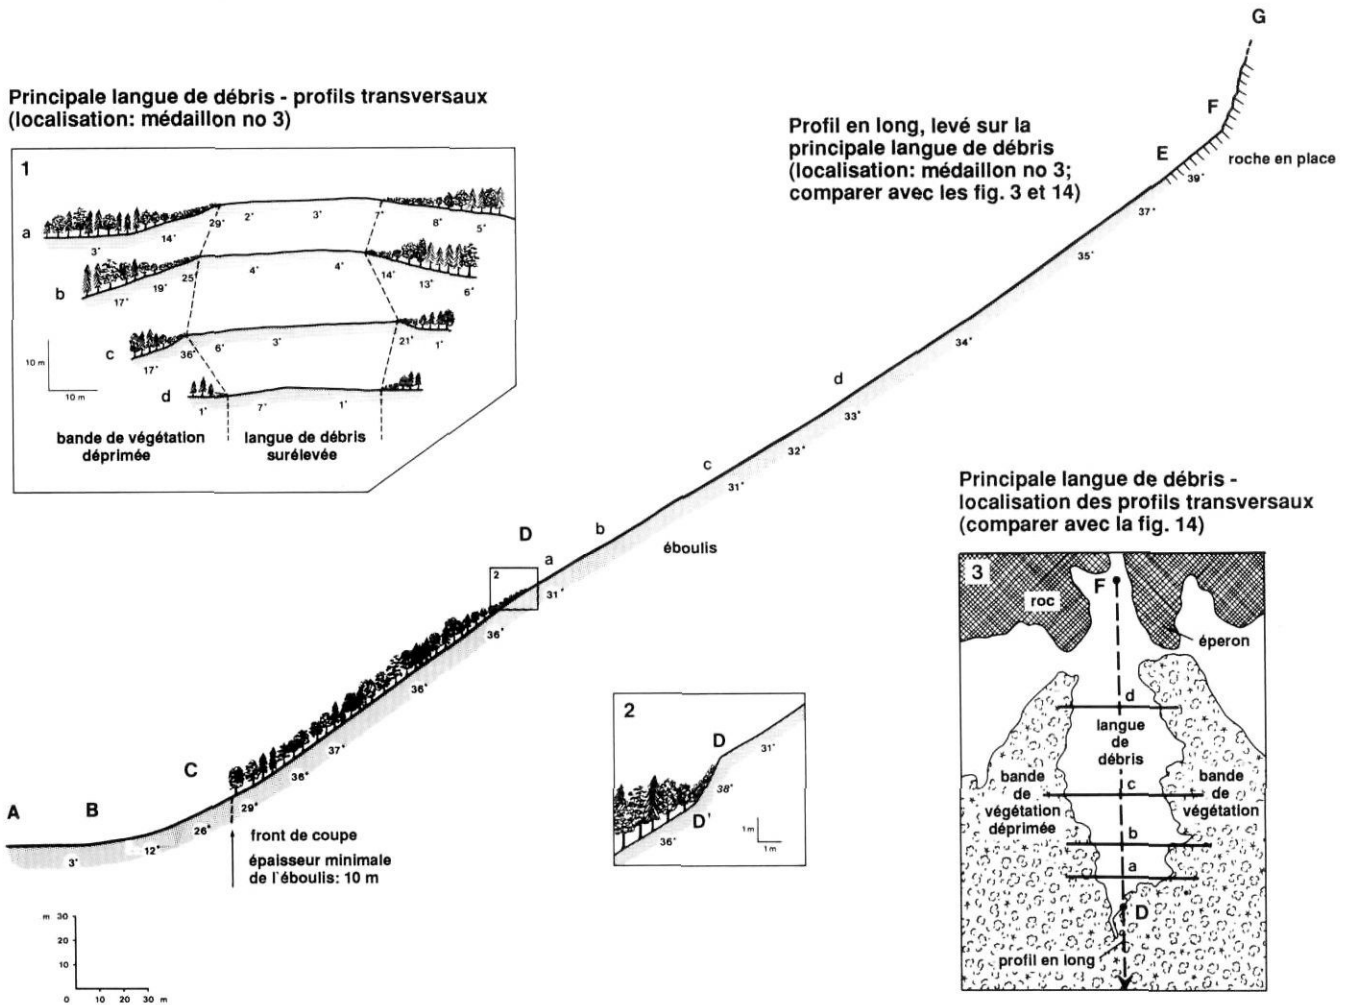 G
Principale langue de débris - profils transversaux
(localisation: médaillon no 3)
Profil en long, levé sur la
principale langue de débris
(localisation: médaillon no 3;
comparer avec les fig. 3 et 14)
F
E
roche en place
39°
37°
35°
34°
d
33°
32°
c
31°
b
éboulis
D
a
31°
2
36°
36°
37°
36°
C
29°
26°
B
12°
A
3°
front de coupe
épaisseur minimale
de l'éboulis: 10 m
m 30
20
10
0 10 20 30 m
1
a
3° 14° 29° 2° 3° 7° 8° 5°
b
17° 19° 25° 4° 4° 14° 13° 6°
c
17° 36° 6° 3° 21° 1°
d
1° 7° 1°
10 m
10 m
bande de végétation
déprimée
langue de débris
surélevée
2
D
31°
38°
D'
36°
1m
1m
Principale langue de débris -
localisation des profils transversaux
(comparer avec la fig. 14)
3
F
roc
éperon
d
langue
de
débris
bande
de
végétation
déprimée
bande
de
végétation
c
b
a
D
profil en long